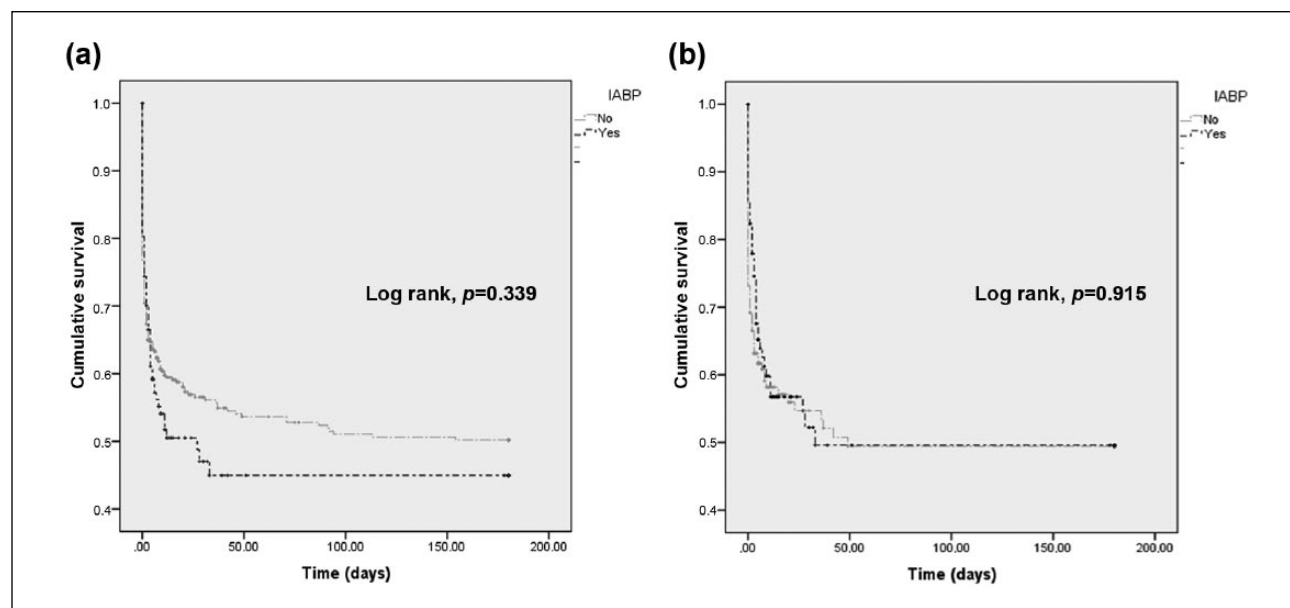 (a)
IABP
No
Yes
1.0
0.9
0.8
0.7
0.6
0.5
0.4
Cumulative survival
Log rank, p=0.339
.00 50.00 100.00 150.00 200.00
Time (days)
(b)
IABP
No
Yes
1.0
0.9
0.8
0.7
0.6
0.5
0.4
Cumulative survival
Log rank, p=0.915
.00 50.00 100.00 150.00 200.00
Time (days)